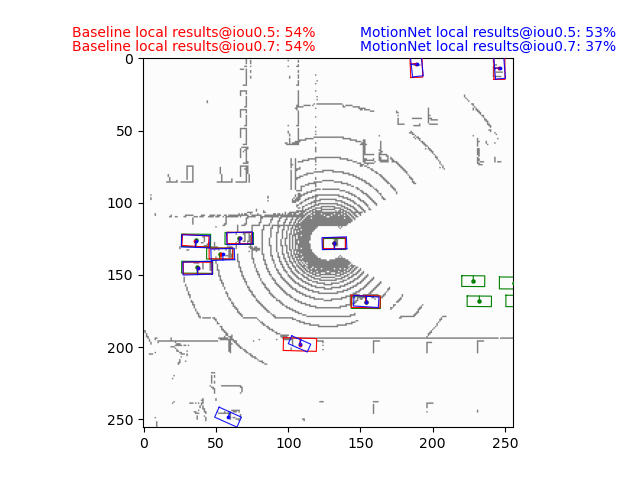 Baseline local results@iou0.5: 54%
MotionNet local results@iou0.5: 53%
Baseline local results@iou0.7: 54%
MotionNet local results@iou0.7: 37%
0
50
100
150
200
250
0 50 100 150 200 250